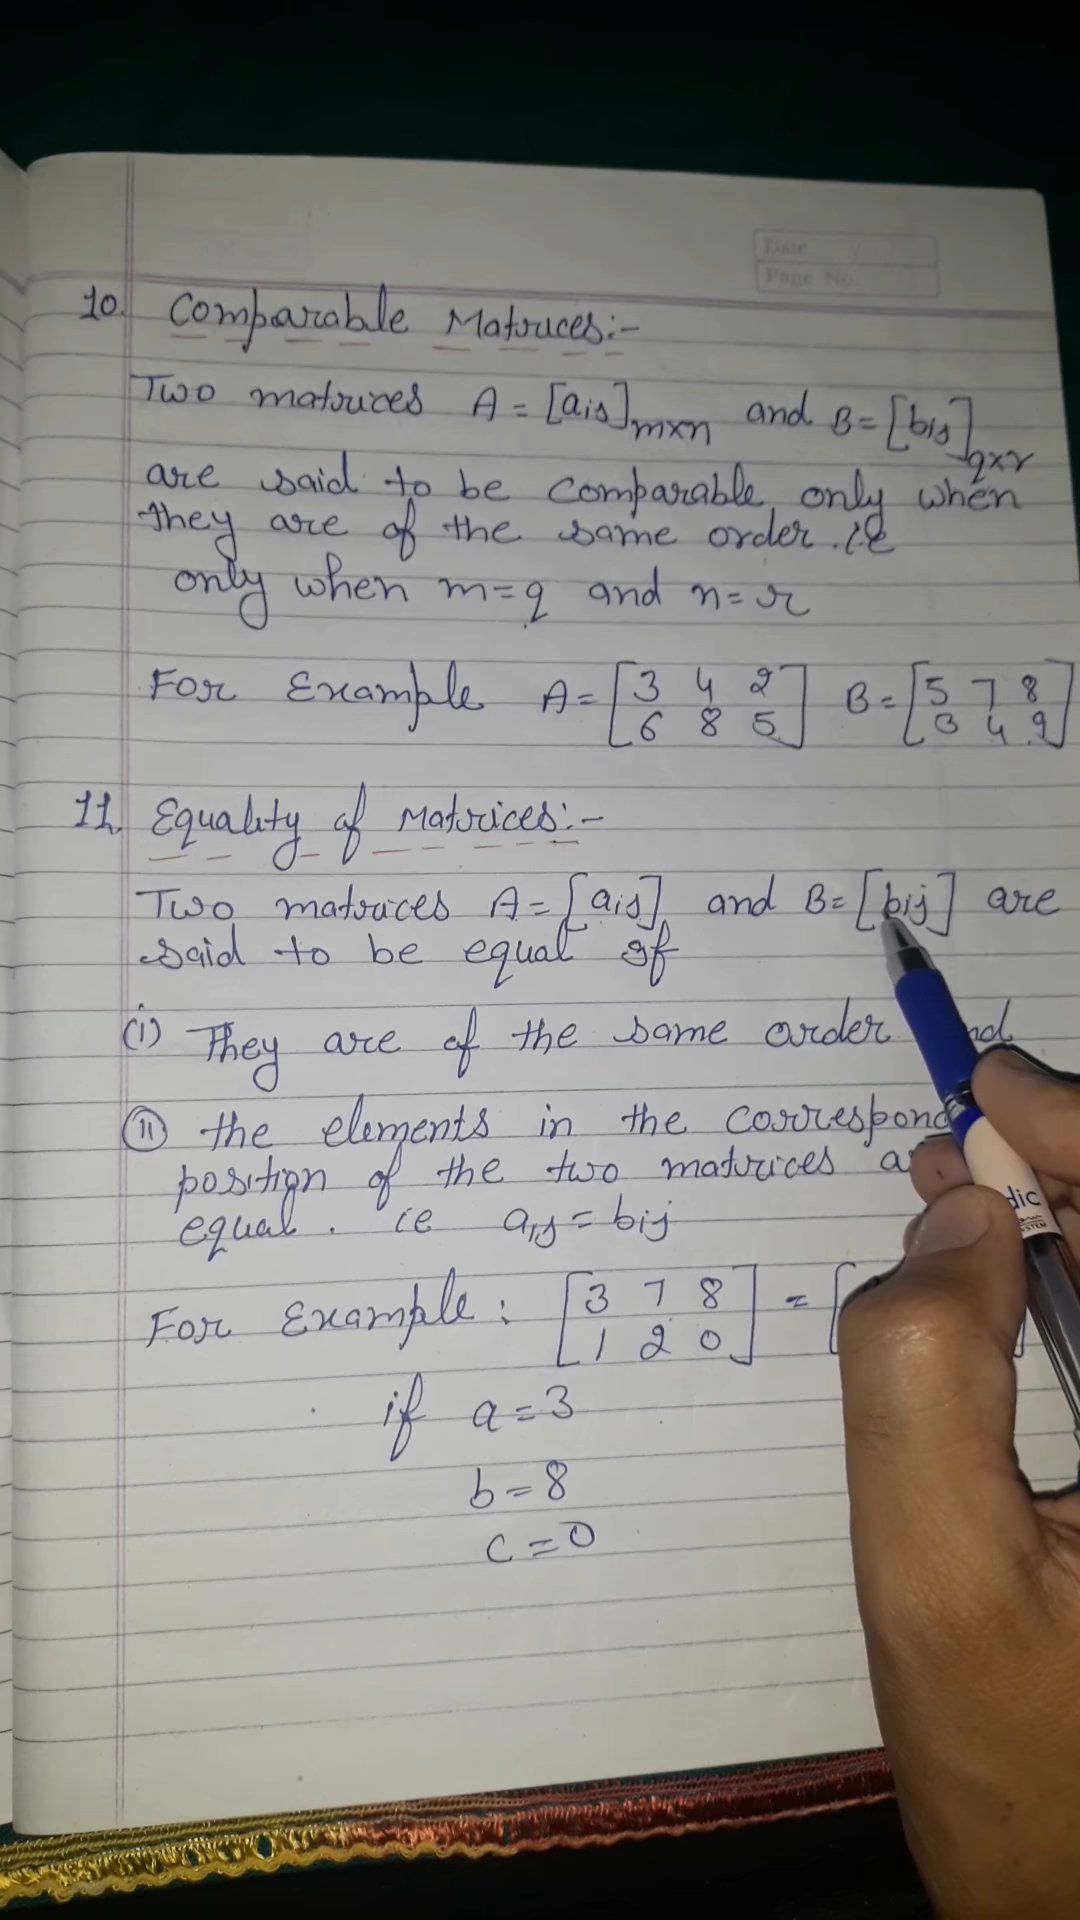 Date
Page No.
10. Comparable Matrices:-
Two matrices A = [aij]m×n and B = [bij]q×r
are said to be comparable only when
they are of the same order. i.e
only when m=q and n=r
For Example A = [3 4 2 B = [5 7 8
6 8 5] 3 4 9]
11. Equality of Matrices:-
Two matrices A = [aij] and B = [bij] are
said to be equal if
(i) They are of the same order
(ii) the elements in the
position of the two matrices
equal. ie aij = bij
For Example: [3 7 8 = [
1 2 0]
if a = 3
b = 8
c = 0
dic